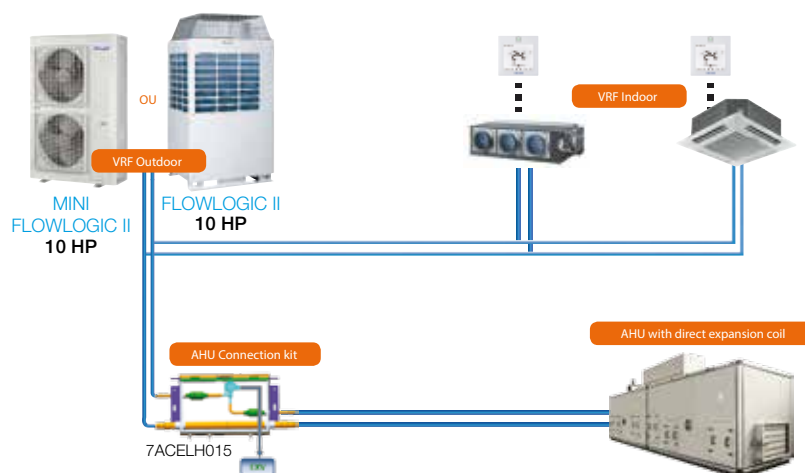 OU
VRF Outdoor
MINI
FLOWLOGIC II
10 HP
FLOWLOGIC II
10 HP
VRF Indoor
AHU Connection kit
7ACELH015
AHU with direct expansion coil